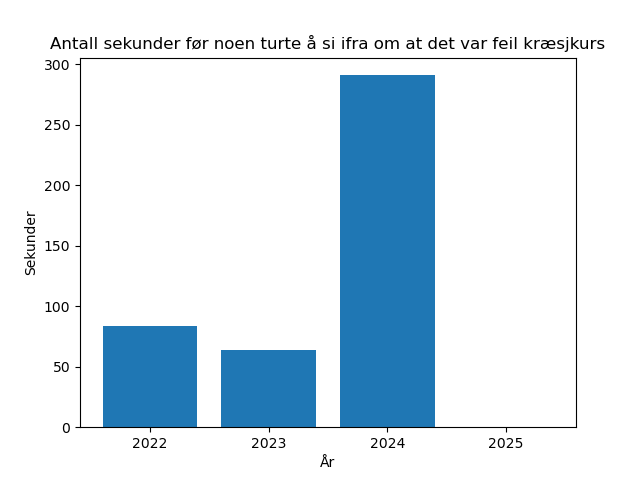 Antall sekunder før noen turte å si ifra om at det var feil kræsjkurs
300
250
200
150
100
50
0
Sekunder
2022 2023 2024 2025
År